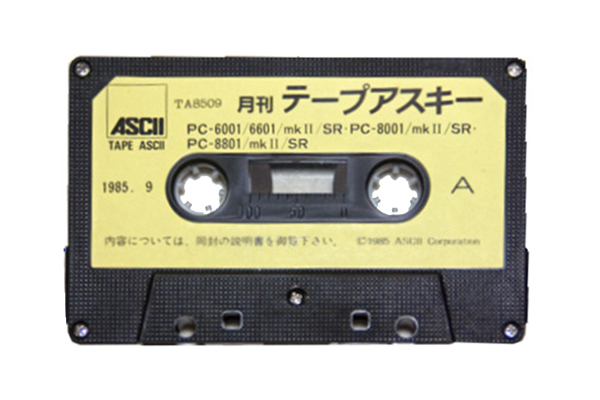 TA8509 月刊 テープアスキー
ASCII
TAPE ASCII
PC-6001/6601/mkII/SR・PC-8001/mkII/SR・
PC-8801/mkII/SR
1985. 9
A
100 50 0
内容については、同封の説明書を御覧下さい。 ©1985 ASCII Corporation